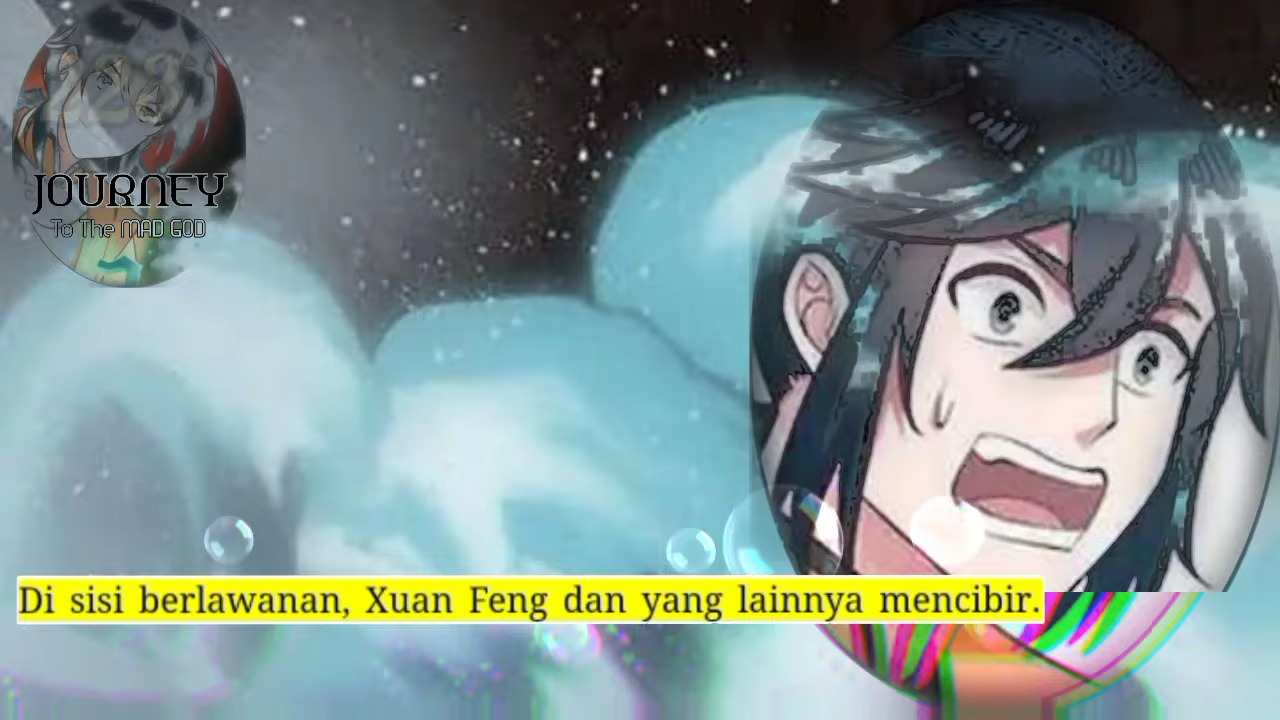 JOURNEY
To The MAD GOD
Di sisi berlawanan, Xuan Feng dan yang lainnya mencibir.